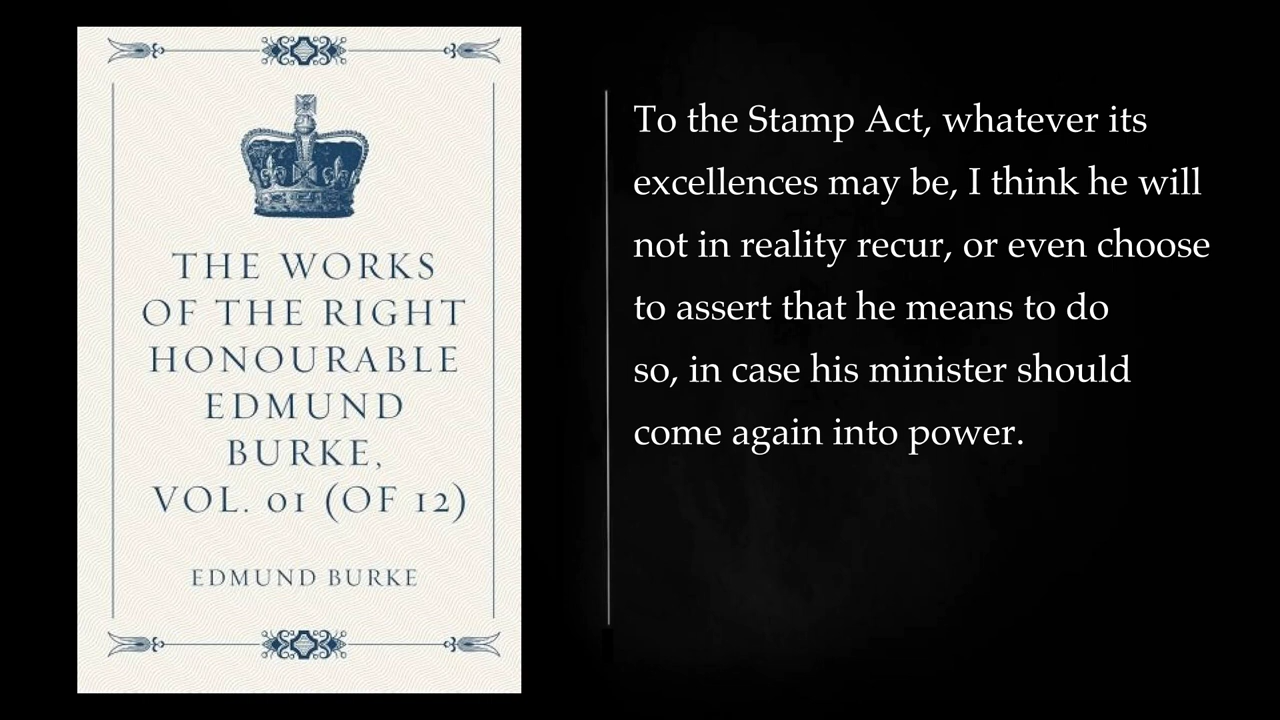 THE WORKS
OF THE RIGHT
HONOURABLE
EDMUND
BURKE,
VOL. 01 (OF 12)
EDMUND BURKE
To the Stamp Act, whatever its
excellences may be, I think he will
not in reality recur, or even choose
to assert that he means to do
so, in case his minister should
come again into power.